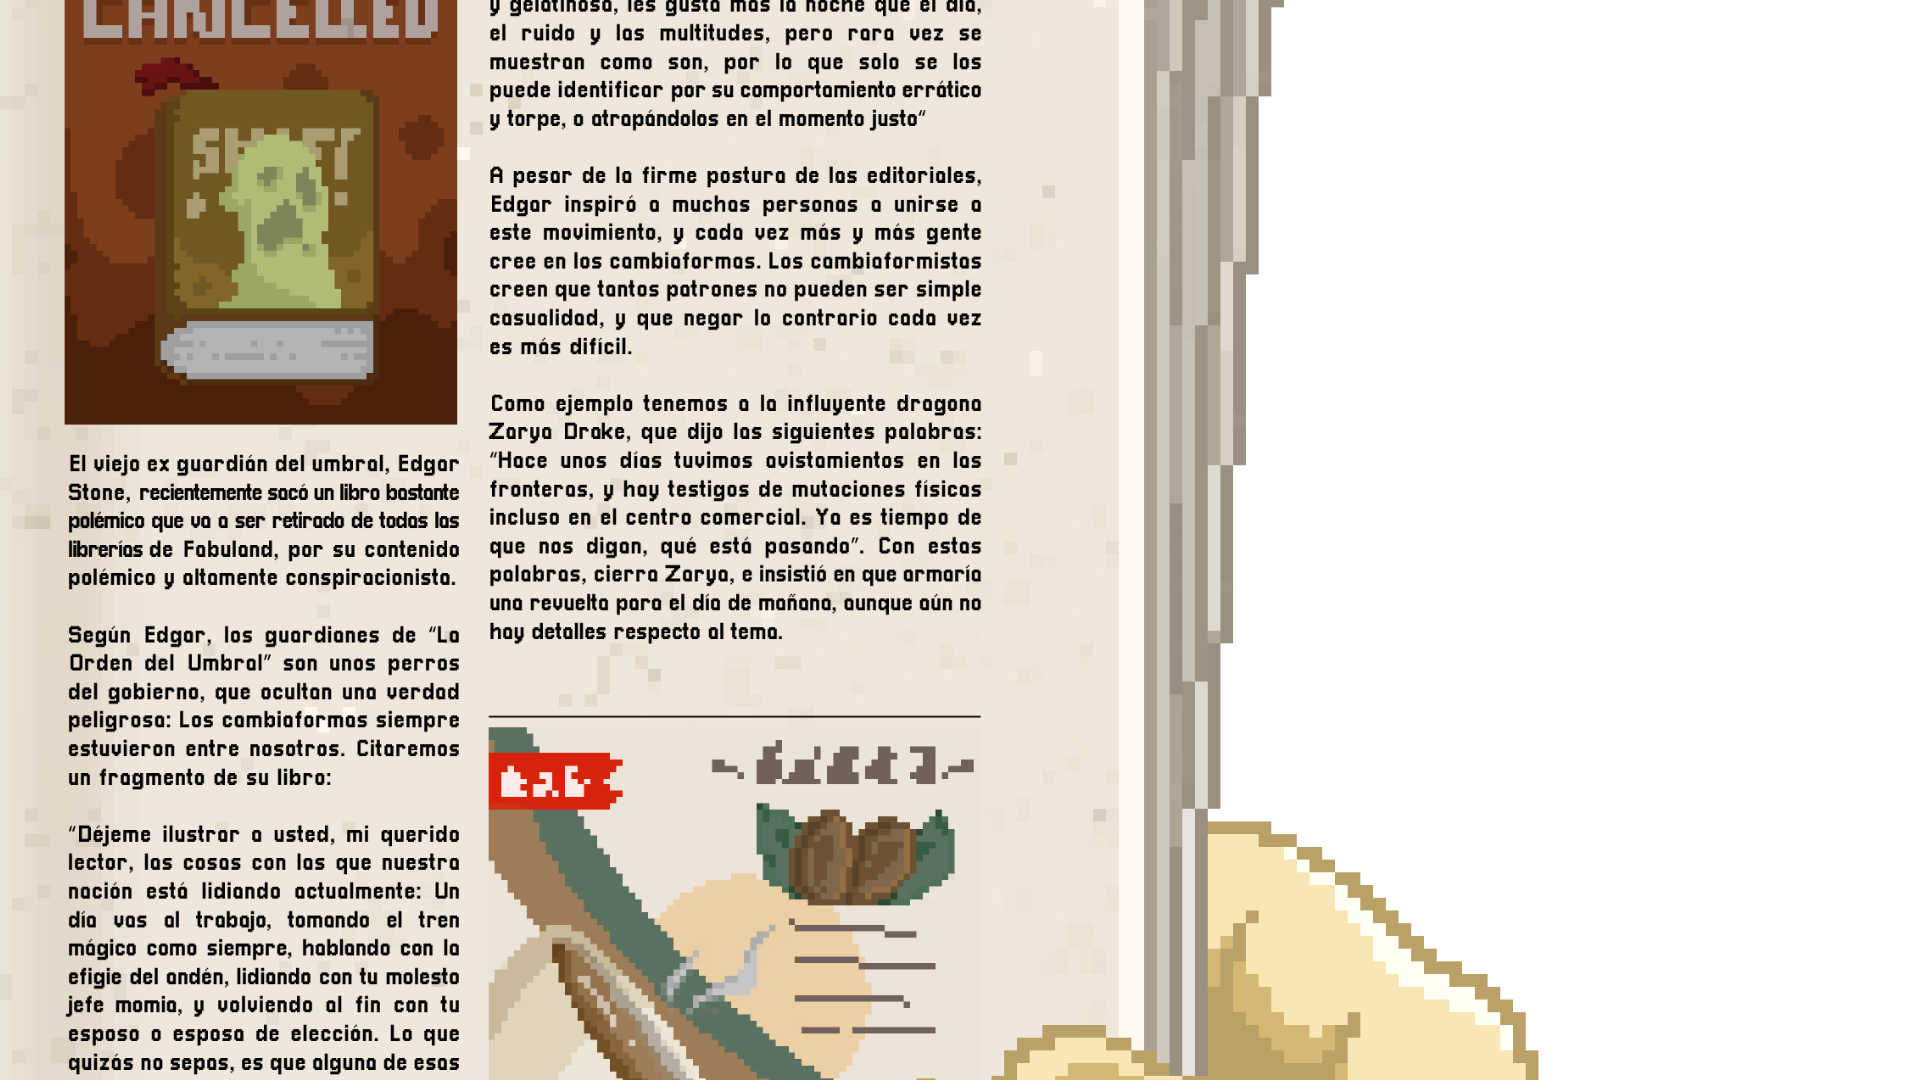 CANCELLED
El viejo ex guardián del umbral, Edgar
Stone, recientemente sacó un libro bastante
polémico que va a ser retirado de todas las
librerías de Fabuland, por su contenido
polémico y altamente conspiracionista.
Según Edgar, los guardianes de “La
Orden del Umbral” son unos perros
del gobierno, que ocultan una verdad
peligrosa: Los cambiaformas siempre
estuvieron entre nosotros. Citaremos
un fragmento de su libro:
“Déjeme ilustrar a usted, mi querido
lector, las cosas con las que nuestra
nación está lidiando actualmente: Un
día vas al trabajo, tomando el tren
mágico como siempre, hablando con la
efigie del andén, lidiando con tu molesto
jefe momia, y volviendo al fin con tu
esposo o esposa de elección. Lo que
quizás no sepas, es que alguna de esas
y gelatinosa, les gusta más la noche que el día,
el ruido y las multitudes, pero rara vez se
muestran como son, por lo que solo se los
puede identificar por su comportamiento errático
y torpe, o atrapándolos en el momento justo“
A pesar de la firme postura de las editoriales,
Edgar inspiró a muchas personas a unirse a
este movimiento, y cada vez más y más gente
cree en los cambiaformas. Los cambiaformistas
creen que tantos patrones no pueden ser simple
casualidad, y que negar lo contrario cada vez
es más difícil.
Como ejemplo tenemos a la influyente dragona
Zarya Drake, que dijo las siguientes palabras:
“Hace unos días tuvimos avistamientos en las
fronteras, y hay testigos de mutaciones físicas
incluso en el centro comercial. Ya es tiempo de
que nos digan, qué está pasando”. Con estas
palabras, cierra Zarya, e insistió en que armaría
una revuelta para el día de mañana, aunque aún no
hay detalles respecto al tema.